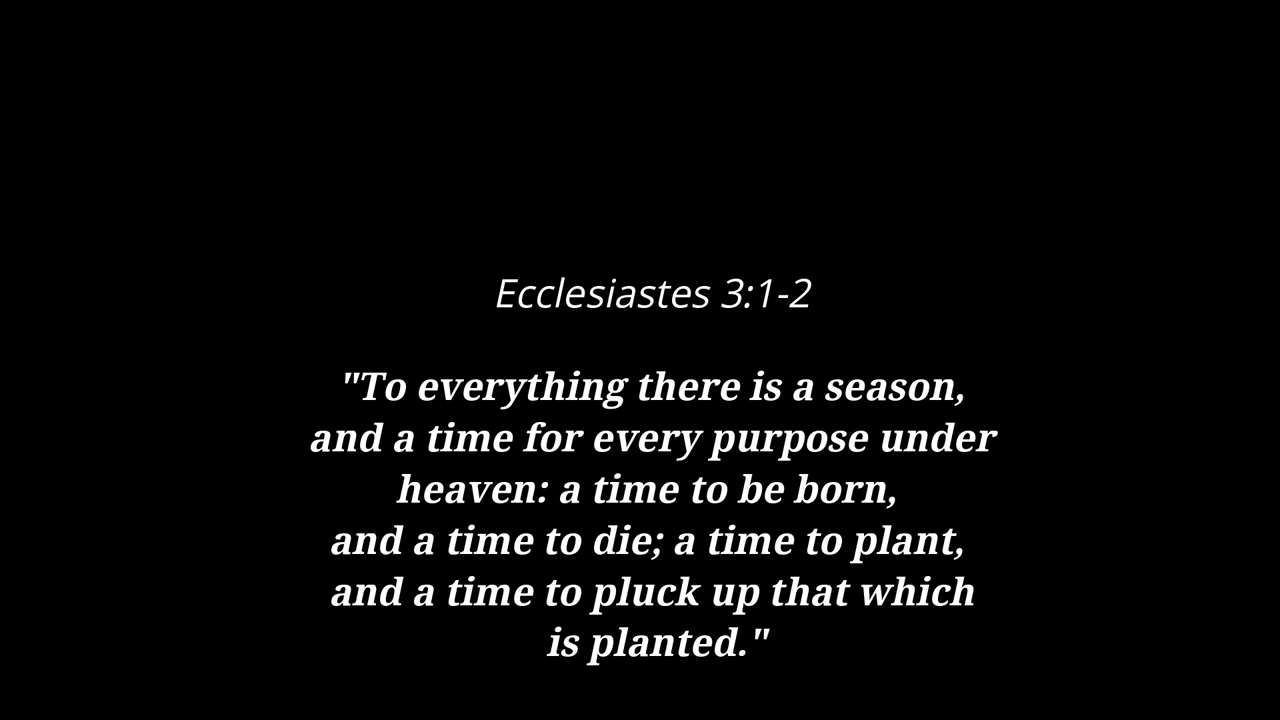 Ecclesiastes 3:1-2
"To everything there is a season,
and a time for every purpose under
heaven: a time to be born,
and a time to die; a time to plant,
and a time to pluck up that which
is planted."